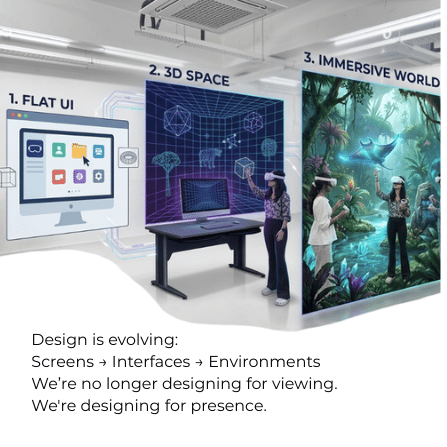 1. FLAT UI
2. 3D SPACE
3. IMMERSIVE WORLD
Design is evolving:
Screens → Interfaces → Environments
We’re no longer designing for viewing.
We're designing for presence.